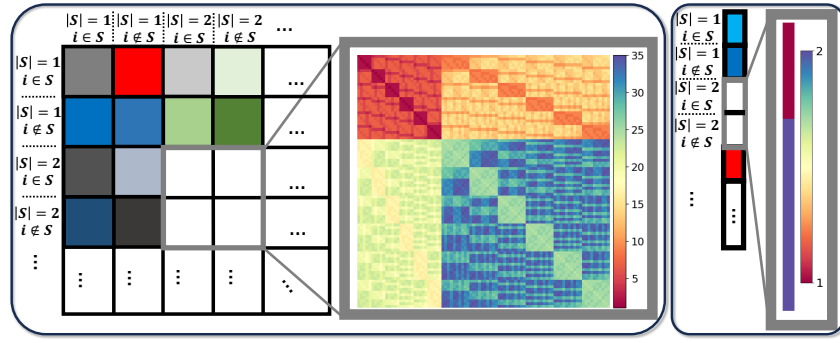 |S| = 1 |S| = 1 |S| = 2 |S| = 2 ...
i ∈ S i ∉ S i ∈ S i ∉ S
|S| = 1
i ∈ S
...
|S| = 1
i ∉ S
...
|S| = 2
i ∈ S
...
|S| = 2
i ∉ S
...
⋮ ⋮ ⋮ ⋮ ⋮ ⋱
35
30
25
20
15
10
5
|S| = 1
i ∈ S
|S| = 1
i ∉ S
|S| = 2
i ∈ S
|S| = 2
i ∉ S
⋮
...
2
1